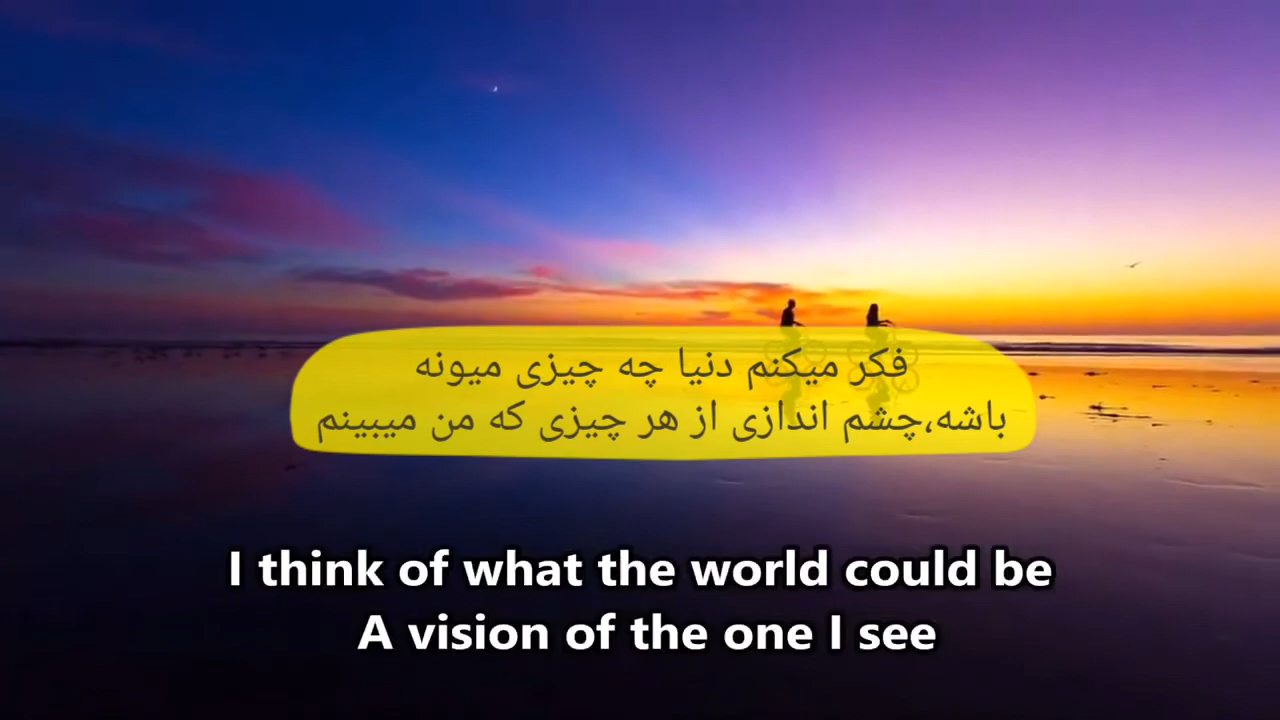 فکر میکنم دنیا چه چیزی میونه
باشه،چشم اندازی از هر چیزی که من میبینم
I think of what the world could be
A vision of the one I see